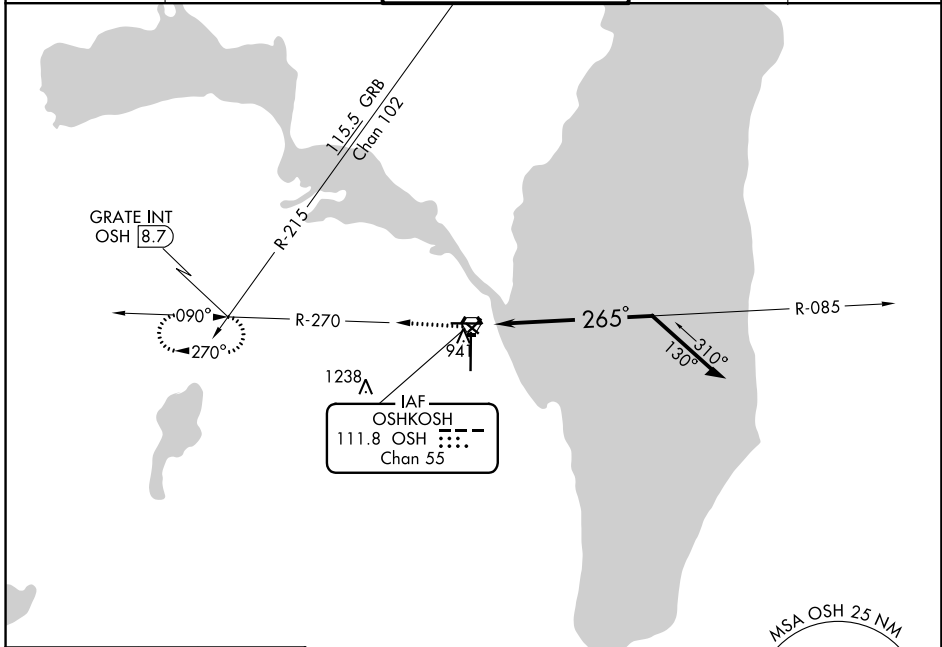 115.5 GRB
Chan 102
R-215
GRATE INT
OSH 8.7
090°
270°
R-270
265°
R-085
310°
130°
941
1238
IAF
OSHKOSH
111.8 OSH
Chan 55
MSA OSH 25 NM